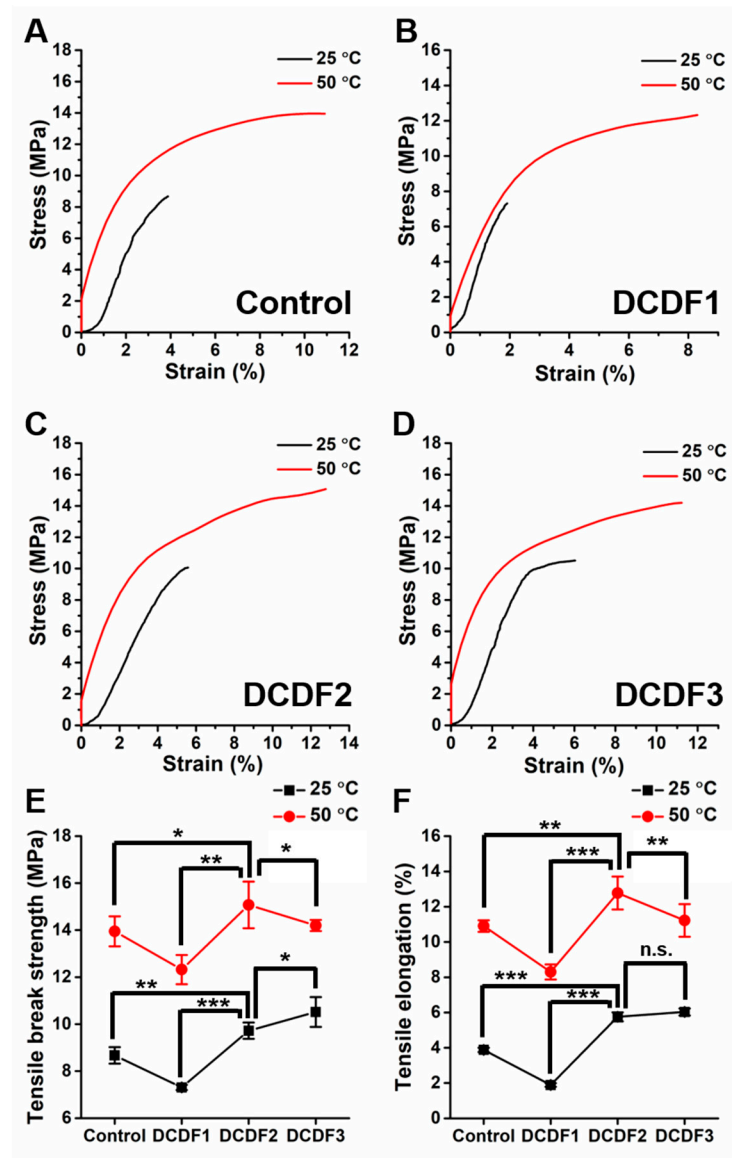 A
18
16
14
12
10
8
6
4
2
0
Stress (MPa)
25 °C
50 °C
Control
0 2 4 6 8 10 12
Strain (%)
B
16
14
12
10
8
6
4
2
0
Stress (MPa)
25 °C
50 °C
DCDF1
0 2 4 6 8
Strain (%)
C
18
16
14
12
10
8
6
4
2
0
Stress (MPa)
25 °C
50 °C
DCDF2
0 2 4 6 8 10 12 14
Strain (%)
D
18
16
14
12
10
8
6
4
2
0
Stress (MPa)
25 °C
50 °C
DCDF3
0 2 4 6 8 10 12
Strain (%)
E
25 °C
50 °C
18
16
14
12
10
8
6
Tensile break strength (MPa)
*
**
*
**
***
*
Control DCDF1 DCDF2 DCDF3
F
25 °C
50 °C
16
14
12
10
8
6
4
2
0
Tensile elongation (%)
**
***
**
***
***
n.s.
Control DCDF1 DCDF2 DCDF3